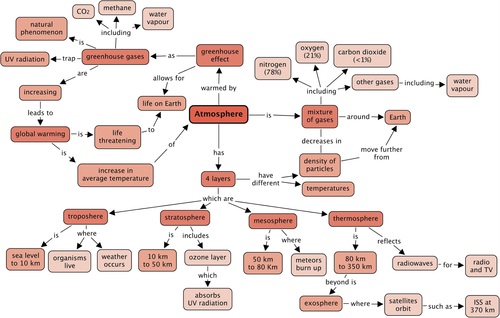 CO2
methane
water
vapour
natural
phenomenon
including
is
greenhouse gases
as
greenhouse
effect
UV radiation
trap
are
allows for
warmed by
increasing
life on Earth
leads to
global warming
is
life
threatening
to
is
increase in
average temperature
of
Atmosphere
is
mixture
of gases
oxygen
(21%)
nitrogen
(78%)
carbon dioxide
(<1%)
including
other gases
including
water
vapour
around
Earth
decreases in
density of
particles
move further
from
has
4 layers
have
different
temperatures
which are
troposhere
stratosphere
mesosphere
thermosphere
is
where
is
includes
is
where
is
reflects
sea level
to 10 km
organisms
live
weather
occurs
10 km
to 50 km
ozone layer
which
absorbs
UV radiation
50 km
to 80 Km
meteors
burn up
80 km
to 350 km
radiowaves
for
radio
and TV
beyond is
exosphere
where
satellites
orbit
such as
ISS at
370 km